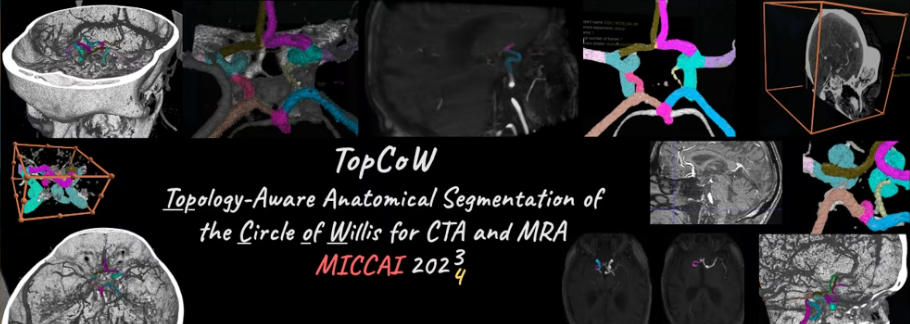 TopCoW
Topology-Aware Anatomical Segmentation of
the Circle of Willis for CTA and MRA
MICCAI 2023
4